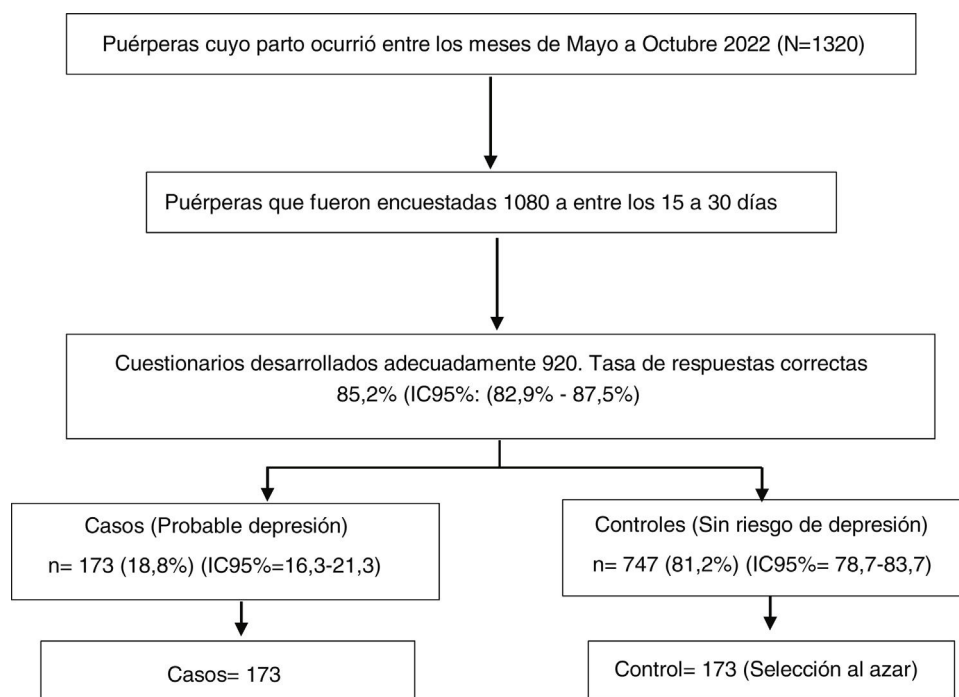 Puérperas cuyo parto ocurrió entre los meses de Mayo a Octubre 2022 (N=1320)
Puérperas que fueron encuestadas 1080 a entre los 15 a 30 días
Cuestionarios desarrollados adecuadamente 920. Tasa de respuestas correctas
85,2% (IC95%: (82,9% - 87,5%)
Casos (Probable depresión)
n= 173 (18,8%) (IC95%=16,3-21,3)
Controles (Sin riesgo de depresión)
n= 747 (81,2%) (IC95%= 78,7-83,7)
Casos= 173
Control= 173 (Selección al azar)